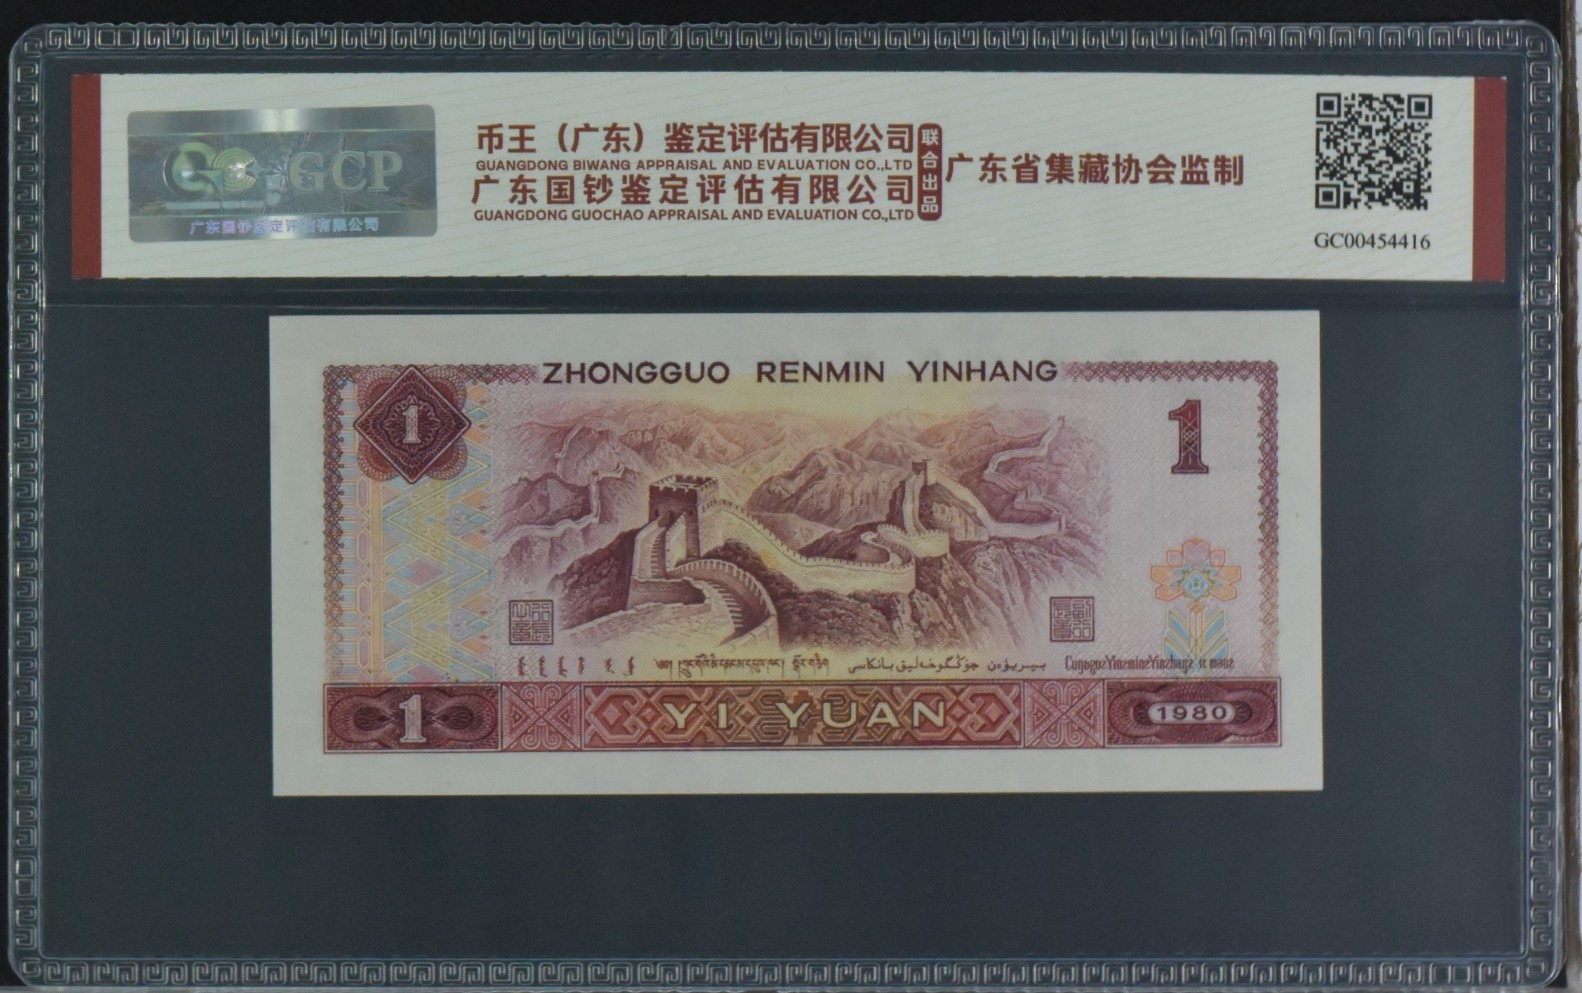 GCP
广东国钞鉴定评估有限公司
币王（广东）鉴定评估有限公司
GUANGDONG BIWANG APPRAISAL AND EVALUATION CO.,LTD
广东国钞鉴定评估有限公司
GUANGDONG GUOCHAO APPRAISAL AND EVALUATION CO.,LTD
联合出品
广东省集藏协会监制
GC00454416
ZHONGGUO RENMIN YINHANG
1
1
YI YUAN
1
1980